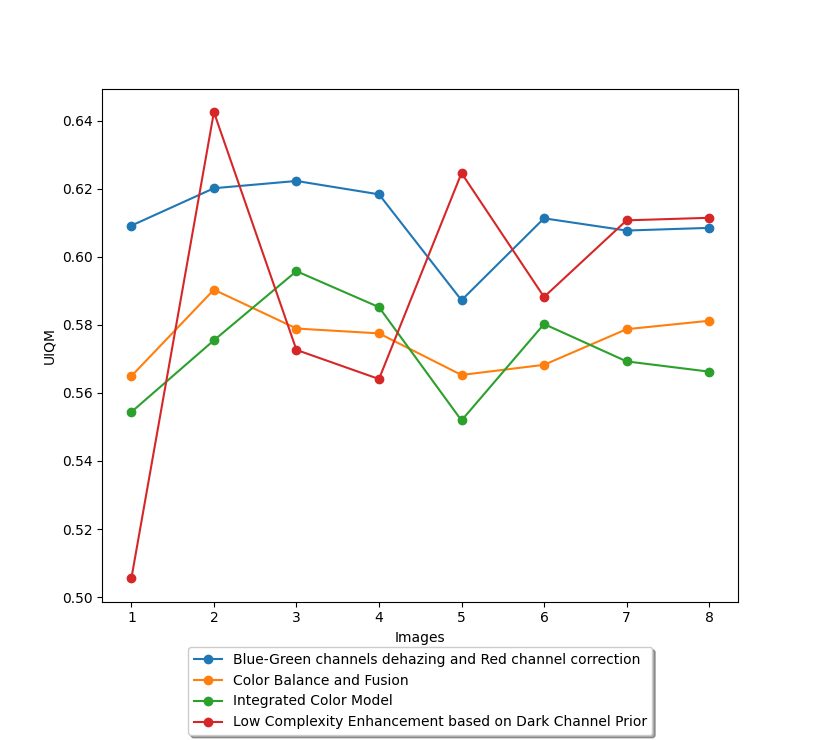 0.64
0.62
0.60
0.58
0.56
0.54
0.52
0.50
UIQM
1 2 3 4 5 6 7 8
Images
Blue-Green channels dehazing and Red channel correction
Color Balance and Fusion
Integrated Color Model
Low Complexity Enhancement based on Dark Channel Prior